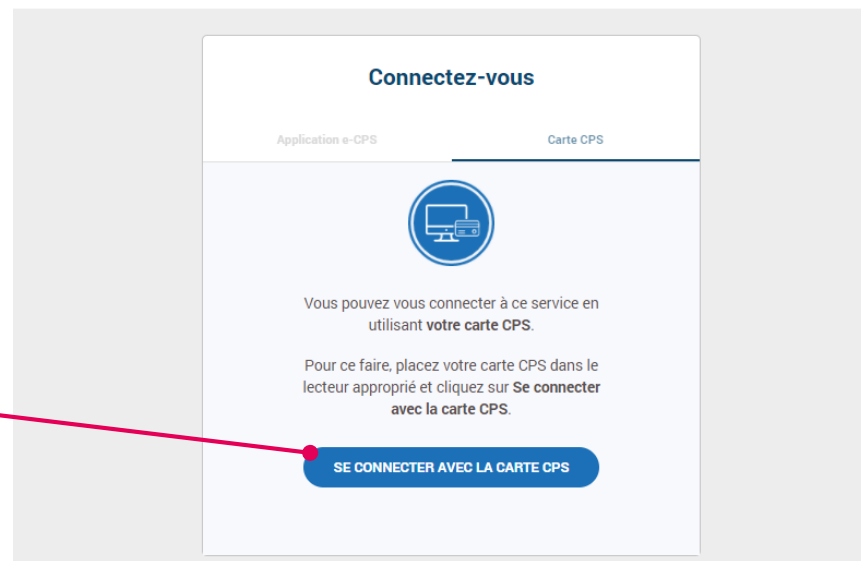 Connectez-vous
Application e-CPS
Carte CPS
Vous pouvez vous connecter à ce service en
utilisant votre carte CPS.
Pour ce faire, placez votre carte CPS dans le
lecteur approprié et cliquez sur Se connecter
avec la carte CPS.
SE CONNECTER AVEC LA CARTE CPS